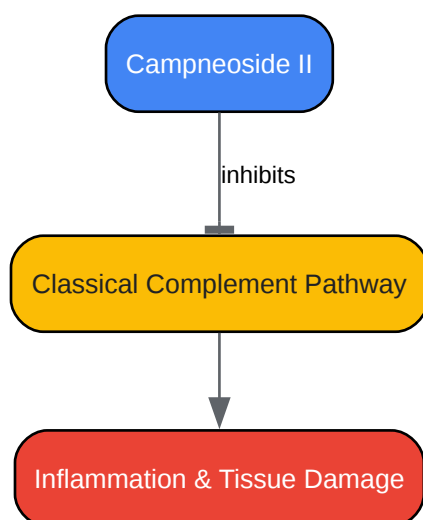 Campneoside II
inhibits
Classical Complement Pathway
Inflammation & Tissue Damage